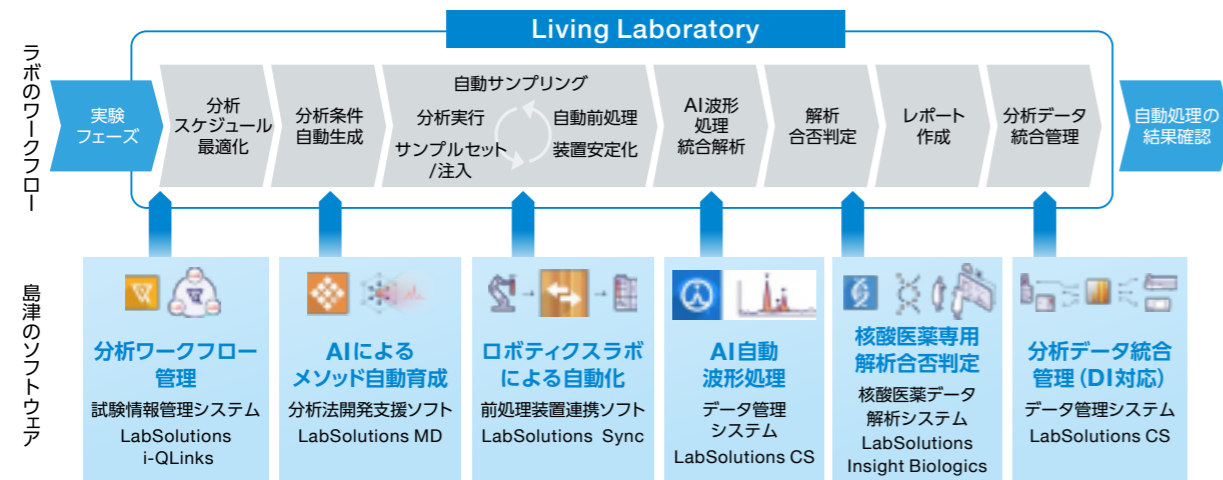 Living Laboratory
ラボのワークフロー
実験
フェーズ
分析
スケジュール
最適化
分析条件
自動生成
自動サンプリング
分析実行
自動前処理
サンプルセット
/注入
装置安定化
AI波形
処理
統合解析
解析
合否判定
レポート
作成
分析データ
統合管理
自動処理の
結果確認
島津のソフトウェア
分析ワークフロー
管理
試験情報管理システム
LabSolutions
i-QLinks
AIによる
メソッド自動育成
分析法開発支援ソフト
LabSolutions MD
ロボティクスラボ
による自動化
前処理装置連携ソフト
LabSolutions Sync
AI自動
波形処理
データ管理
システム
LabSolutions CS
核酸医薬専用
解析合否判定
核酸医薬データ
解析システム
LabSolutions
Insight Biologics
分析データ統合
管理(DI対応)
データ管理システム
LabSolutions CS